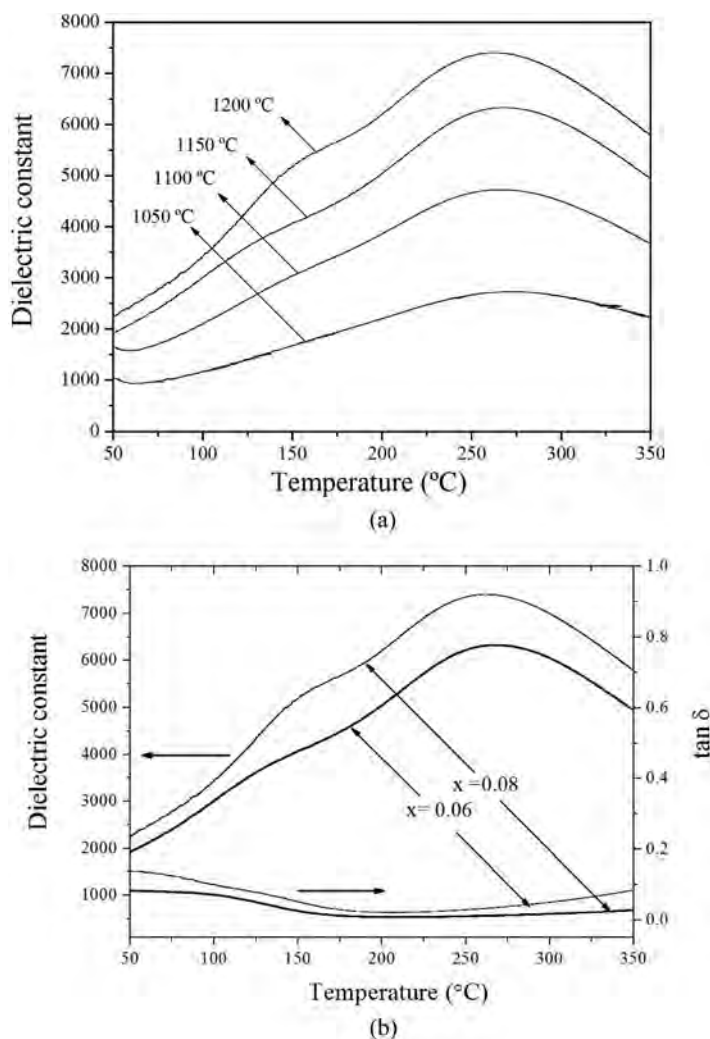 8000
7000
6000
5000
4000
3000
2000
1000
0
Dielectric constant
1200 ºC
1150 ºC
1100 ºC
1050 ºC
50 100 150 200 250 300 350
Temperature (ºC)
(a)
8000
7000
6000
5000
4000
3000
2000
1000
Dielectric constant
1.0
0.8
0.6
0.4
0.2
0.0
tan δ
x =0.08
x= 0.06
50 100 150 200 250 300 350
Temperature (°C)
(b)